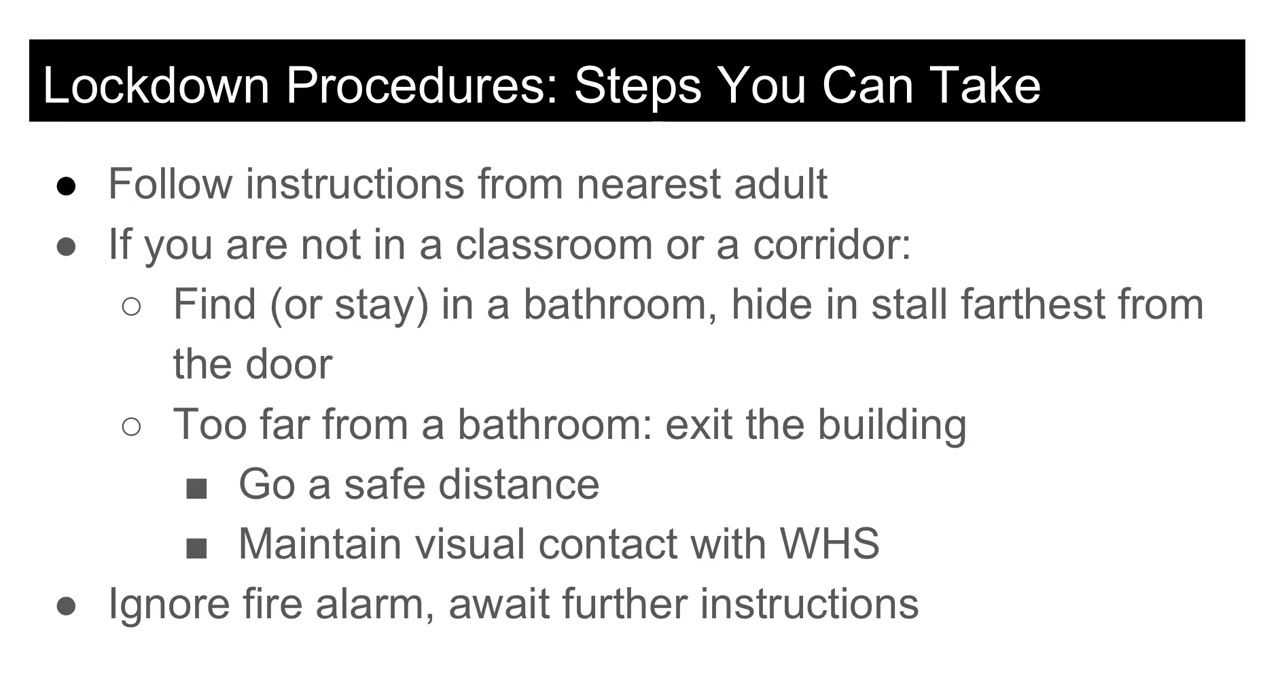 Lockdown Procedures: Steps You Can Take
● Follow instructions from nearest adult
● If you are not in a classroom or a corridor:
○ Find (or stay) in a bathroom, hide in stall farthest from
the door
○ Too far from a bathroom: exit the building
■ Go a safe distance
■ Maintain visual contact with WHS
● Ignore fire alarm, await further instructions